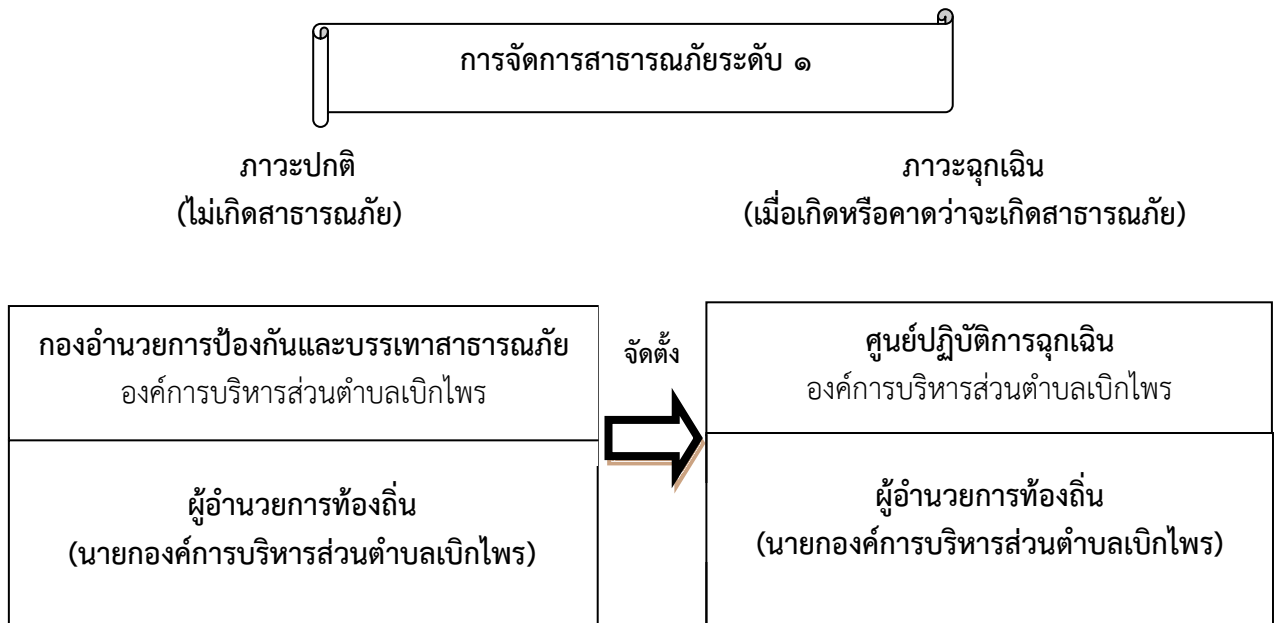 การจัดการสาธารณภัยระดับ ๑
ภาวะปกติ
(ไม่เกิดสาธารณภัย)
ภาวะฉุกเฉิน
(เมื่อเกิดหรือคาดว่าจะเกิดสาธารณภัย)
กองอำนวยการป้องกันและบรรเทาสาธารณภัย
องค์การบริหารส่วนตำบลเบิกไพร
จัดตั้ง
ศูนย์ปฏิบัติการฉุกเฉิน
องค์การบริหารส่วนตำบลเบิกไพร
ผู้อำนวยการท้องถิ่น
(นายกองค์การบริหารส่วนตำบลเบิกไพร)
ผู้อำนวยการท้องถิ่น
(นายกองค์การบริหารส่วนตำบลเบิกไพร)